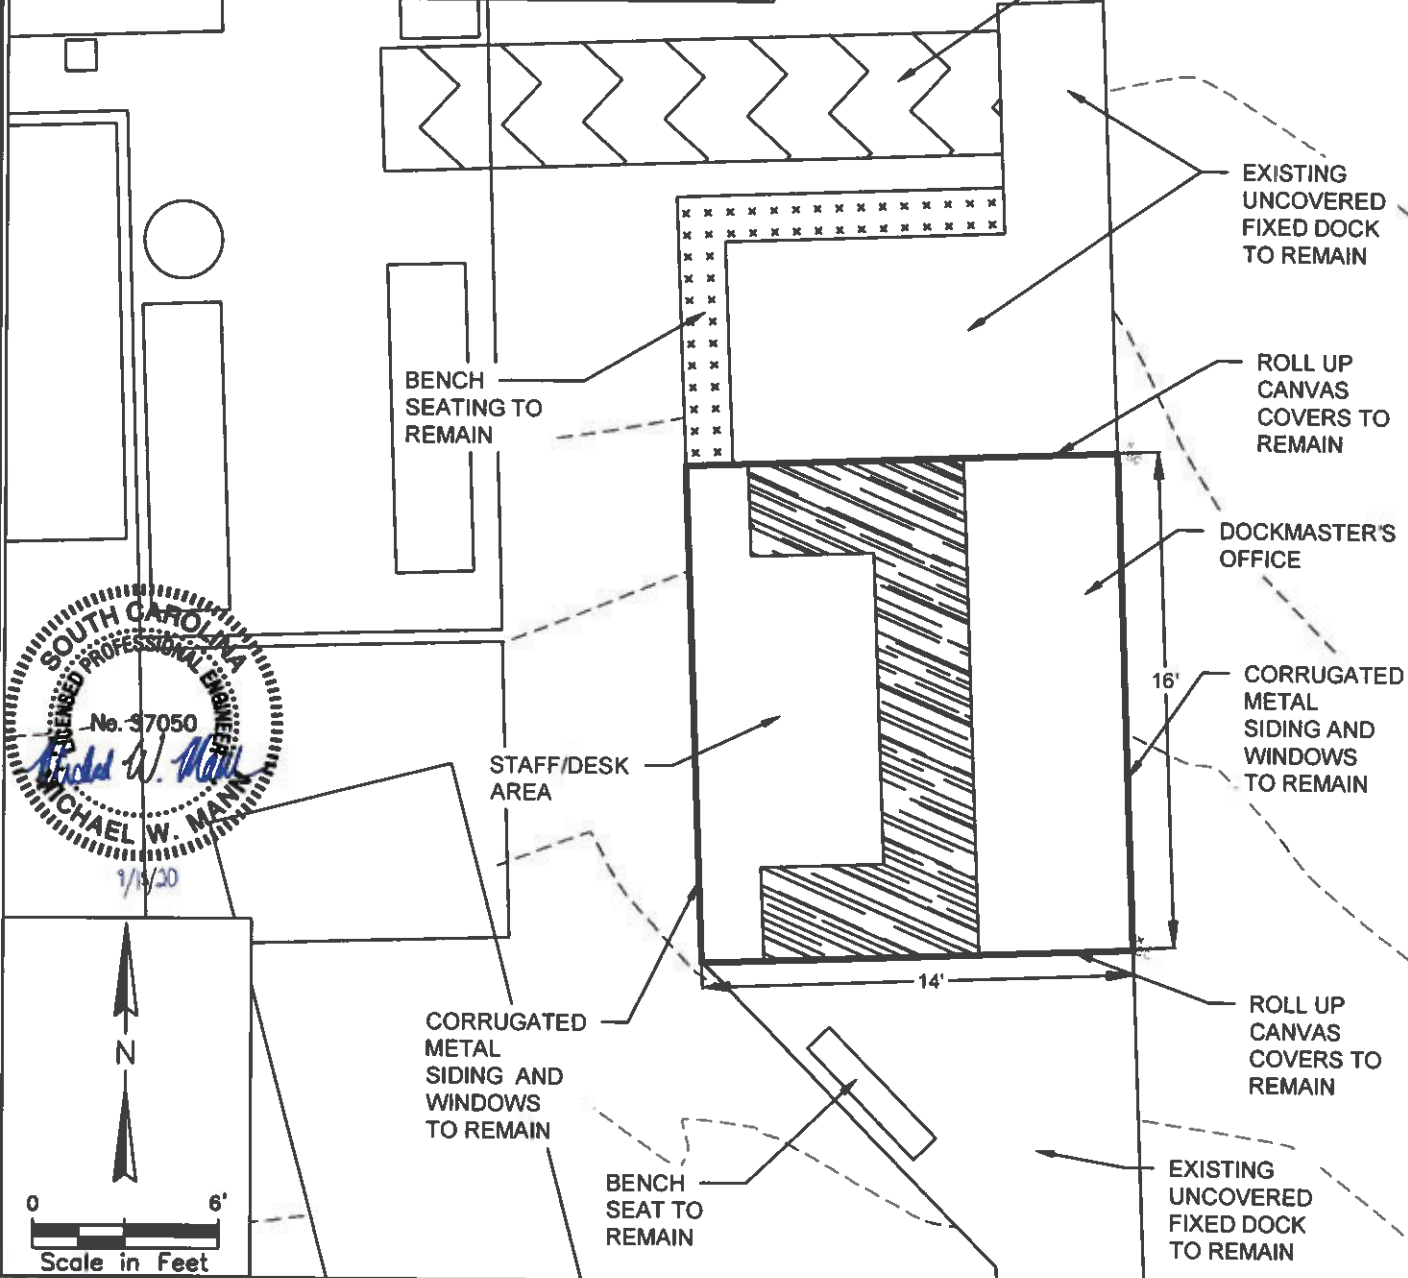 EXISTING
UNCOVERED
FIXED DOCK
TO REMAIN
BENCH
SEATING TO
REMAIN
ROLL UP
CANVAS
COVERS TO
REMAIN
DOCKMASTER'S
OFFICE
SOUTH CAROLINA
LICENSED PROFESSIONAL ENGINEER
No. 37050
MICHAEL W. MANN
9/15/20
16'
CORRUGATED
METAL
SIDING AND
WINDOWS
TO REMAIN
STAFF/DESK
AREA
14'
CORRUGATED
METAL
SIDING AND
WINDOWS
TO REMAIN
ROLL UP
CANVAS
COVERS TO
REMAIN
BENCH
SEAT TO
REMAIN
EXISTING
UNCOVERED
FIXED DOCK
TO REMAIN
N
0 6'
Scale in Feet